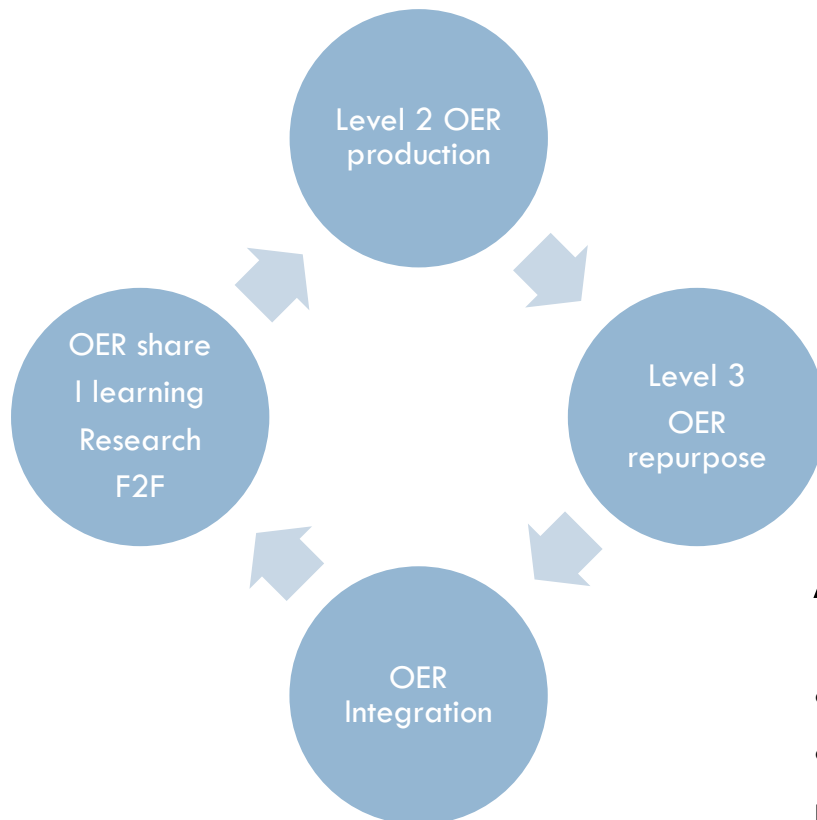 Level 2 OER
production
OER share
I learning
Research
F2F
Level 3
OER
repurpose
OER
Integration